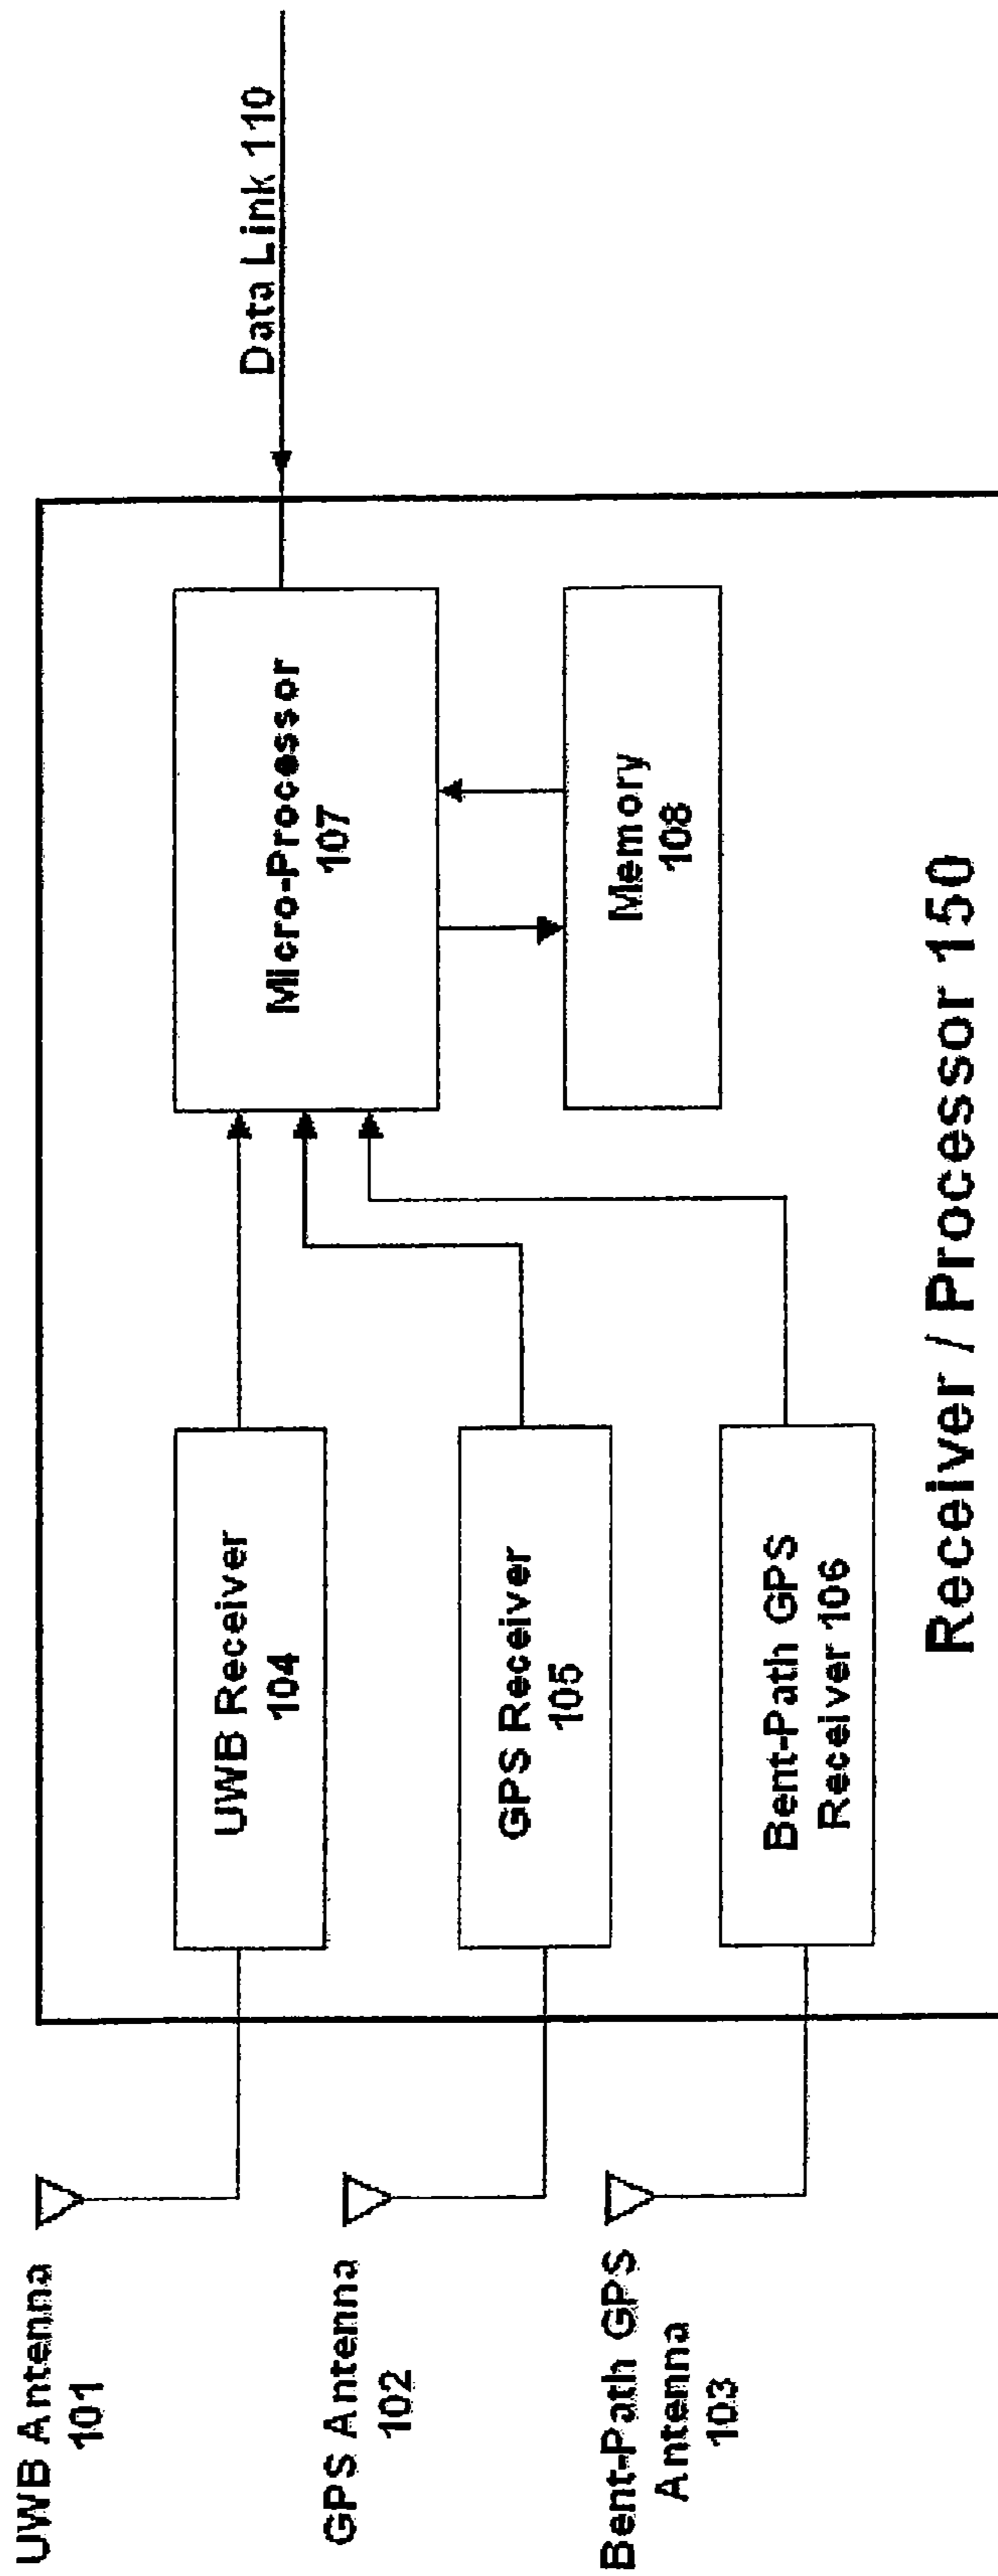 UWB Antenna
101
GPS Antenna
102
Bent-Path GPS
Antenna
103
UWB Receiver
104
GPS Receiver
105
Bent-Path GPS
Receiver 106
Micro-Processor
107
Memory
108
Data Link 110
Receiver / Processor 150